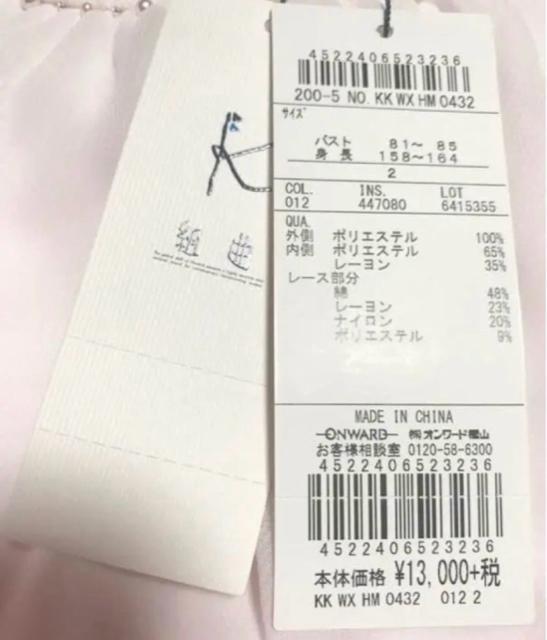 組曲
4522406523236
200-5 NO. KK WX HM 0432
サイズ
バスト 81～ 85
身長 158～164
2
COL. INS. LOT
012 447080 6415355
QUA.
外側 ポリエステル 100%
内側 ポリエステル 65%
レーヨン 35%
レース部分
綿 48%
レーヨン 23%
ナイロン 20%
ポリエステル 9%
MADE IN CHINA
ONWARD ㈱オンワード樫山
お客様相談室 0120-58-6300
4522406523236
4522406523236
本体価格 ¥13,000+税
KK WX HM 0432 012 2